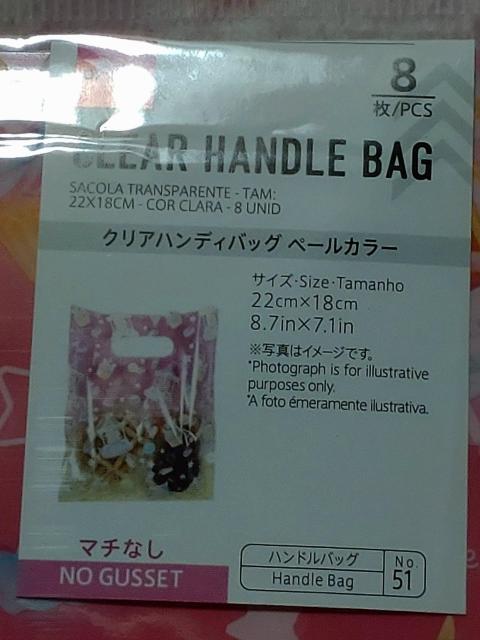 8
枚/PCS
CLEAR HANDLE BAG
SACOLA TRANSPARENTE - TAM:
22X18CM - COR CLARA - 8 UNID
クリアハンディバッグ ペールカラー
サイズ・Size・Tamanho
22cm×18cm
8.7in×7.1in
※写真はイメージです。
*Photograph is for illustrative
purposes only.
*A foto émeramente ilustrativa.
マチなし
NO GUSSET
ハンドルバッグ
Handle Bag
No.
51